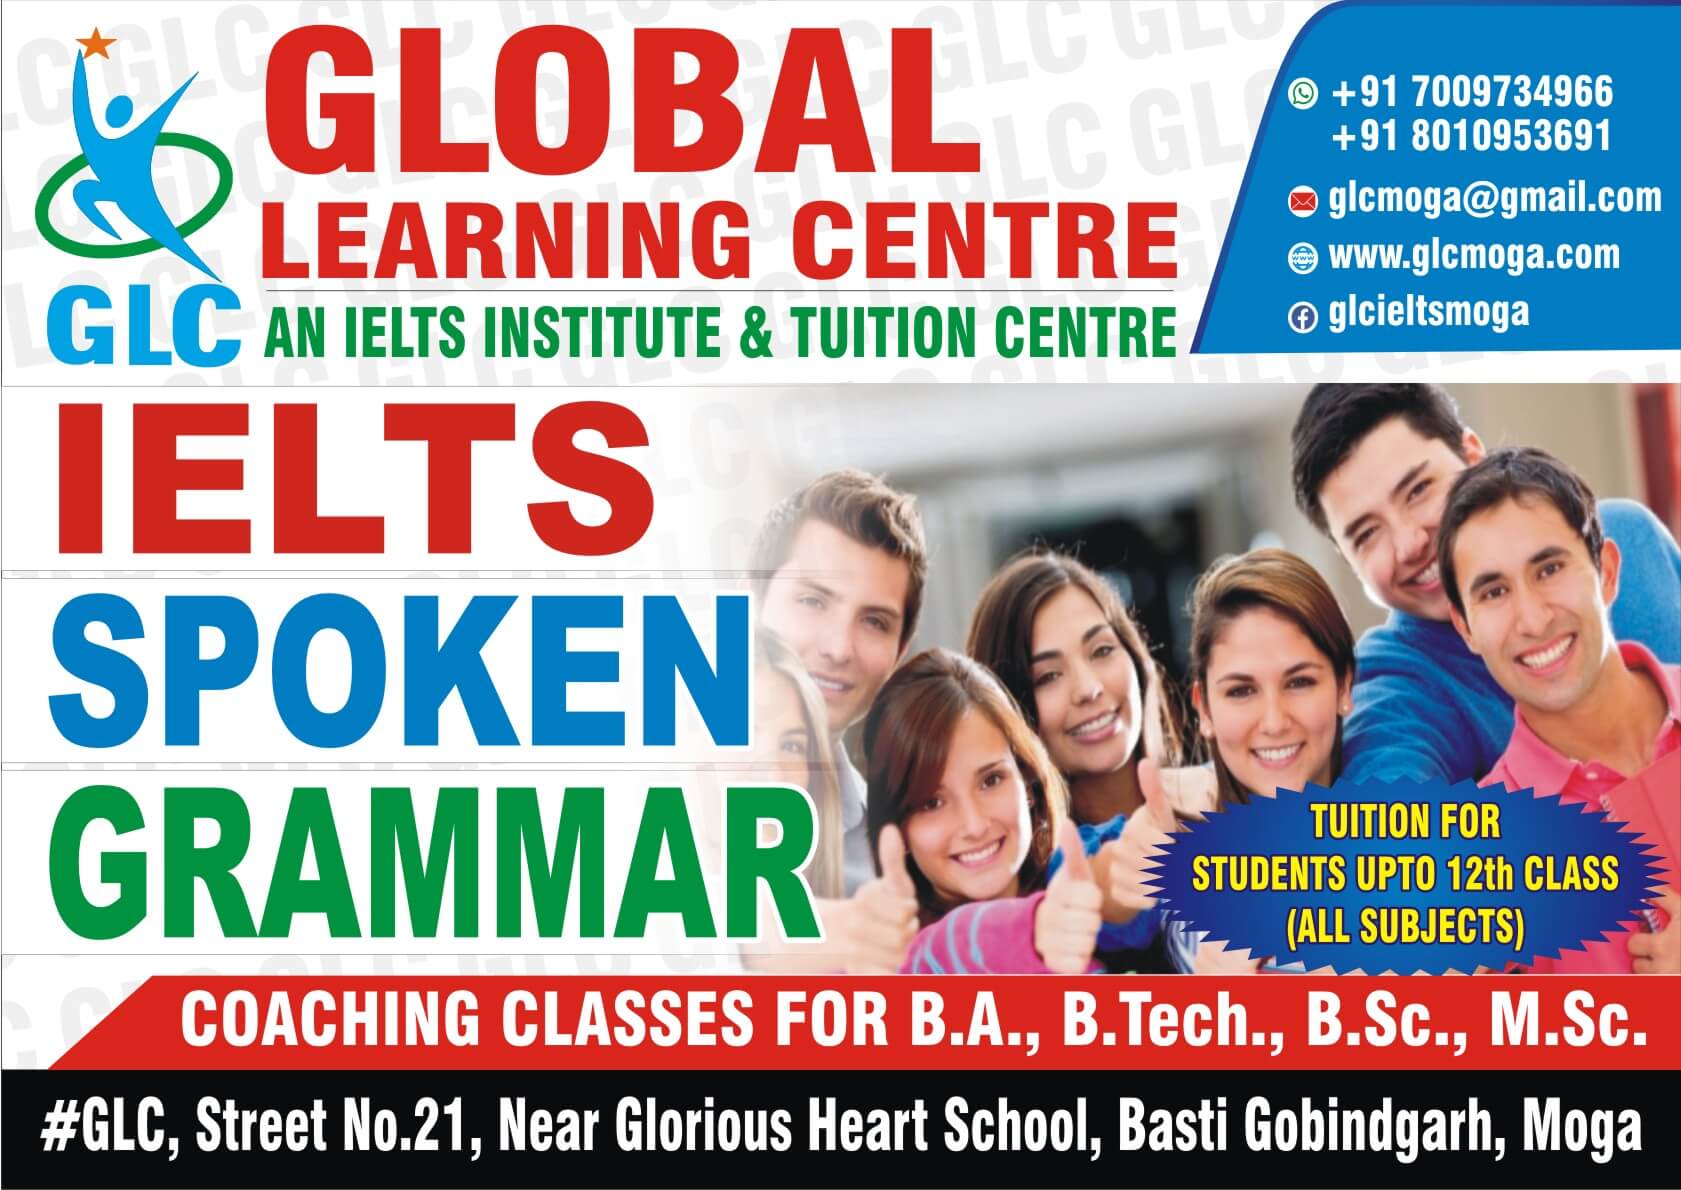 GLC
GLOBAL
LEARNING CENTRE
AN IELTS INSTITUTE & TUITION CENTRE
+91 7009734966
+91 8010953691
glcmoga@gmail.com
www.glcmoga.com
glcieltsmoga
IELTS
SPOKEN
GRAMMAR
TUITION FOR
STUDENTS UPTO 12th CLASS
(ALL SUBJECTS)
COACHING CLASSES FOR B.A., B.Tech., B.Sc., M.Sc.
#GLC, Street No.21, Near Glorious Heart School, Basti Gobindgarh, Moga